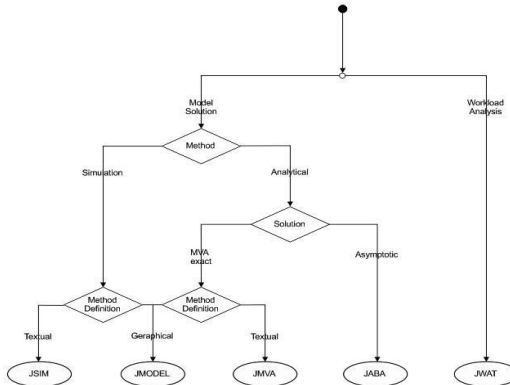 Model
Solution
Workload
Analysis
Method
Simulation
Analytical
Solution
MVA
exact
Asymptotic
Method
Definition
Method
Definition
Textual
Geraphical
Textual
JSIM
JMODEL
JMVA
JABA
JWAT